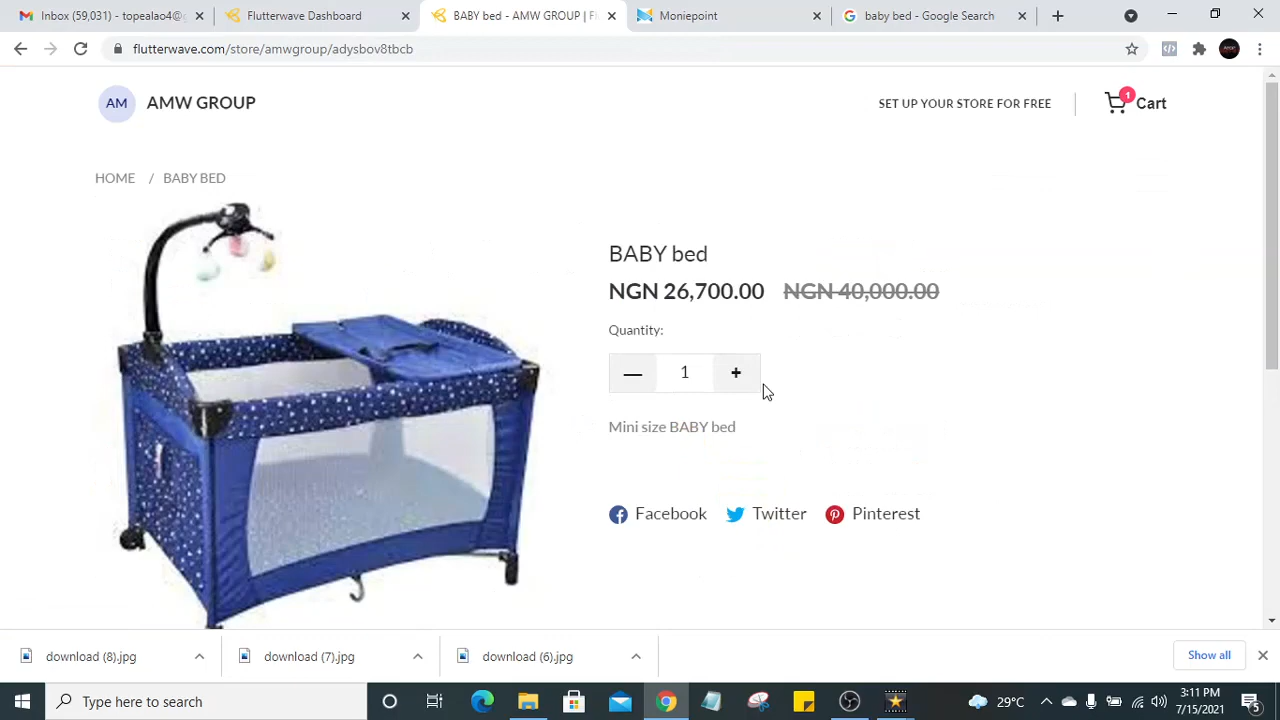 Inbox (59,031) - topealao4@g
Flutterwave Dashboard
BABY bed - AMW GROUP | F
Moniepoint
baby bed - Google Search
flutterwave.com/store/amwgroup/adysbov8tbcb
AM
AMW GROUP
SET UP YOUR STORE FOR FREE
1
Cart
HOME / BABY BED
BABY bed
NGN 26,700.00 NGN 40,000.00
Quantity:
— 1 +
Mini size BABY bed
Facebook Twitter Pinterest
download (8).jpg
download (7).jpg
download (6).jpg
Show all
Type here to search
29°C
3:11 PM
7/15/2021
5